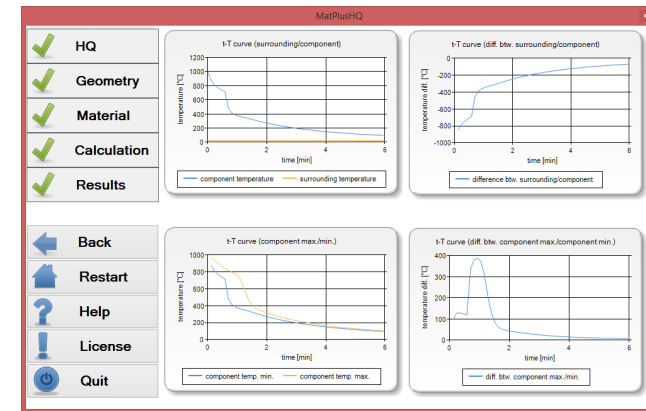 MatPlusHQ
HQ
Geometry
Material
Calculation
Results
Back
Restart
Help
License
Quit
t-T curve (surrounding/component)
temperature [°C]
1200
1000
800
600
400
200
0
0 2 4 6
time [min]
component temperature surrounding temperature
t-T curve (diff. btw. surrounding/component)
temperature diff. [°C]
0
-200
-400
-600
-800
-1000
0 2 4 6
time [min]
difference btw. surrounding/component
t-T curve (component max./min.)
temperature [°C]
1000
800
600
400
200
0
0 2 4 6
time [min]
component temp. min. component temp. max.
t-T curve (diff. btw. component max./component min.)
temperature diff. [°C]
400
300
200
100
0
0 2 4 6
time [min]
diff. btw. component max./min.